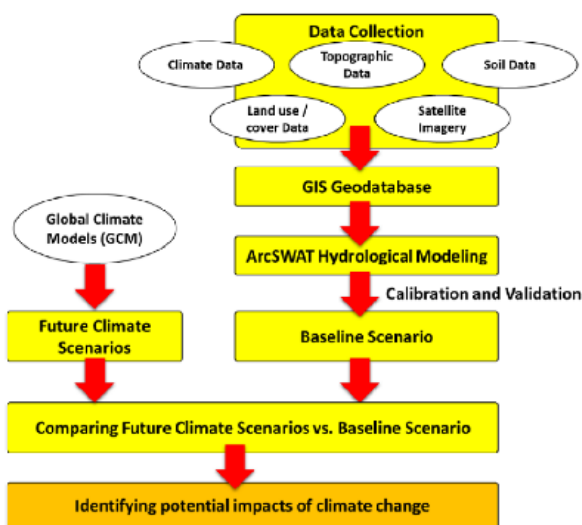 Data Collection
Climate Data
Topographic
Data
Soil Data
Land use /
cover Data
Satellite
Imagery
GIS Geodatabase
Global Climate
Models (GCM)
ArcSWAT Hydrological Modeling
Calibration and Validation
Future Climate
Scenarios
Baseline Scenario
Comparing Future Climate Scenarios vs. Baseline Scenario
Identifying potential impacts of climate change